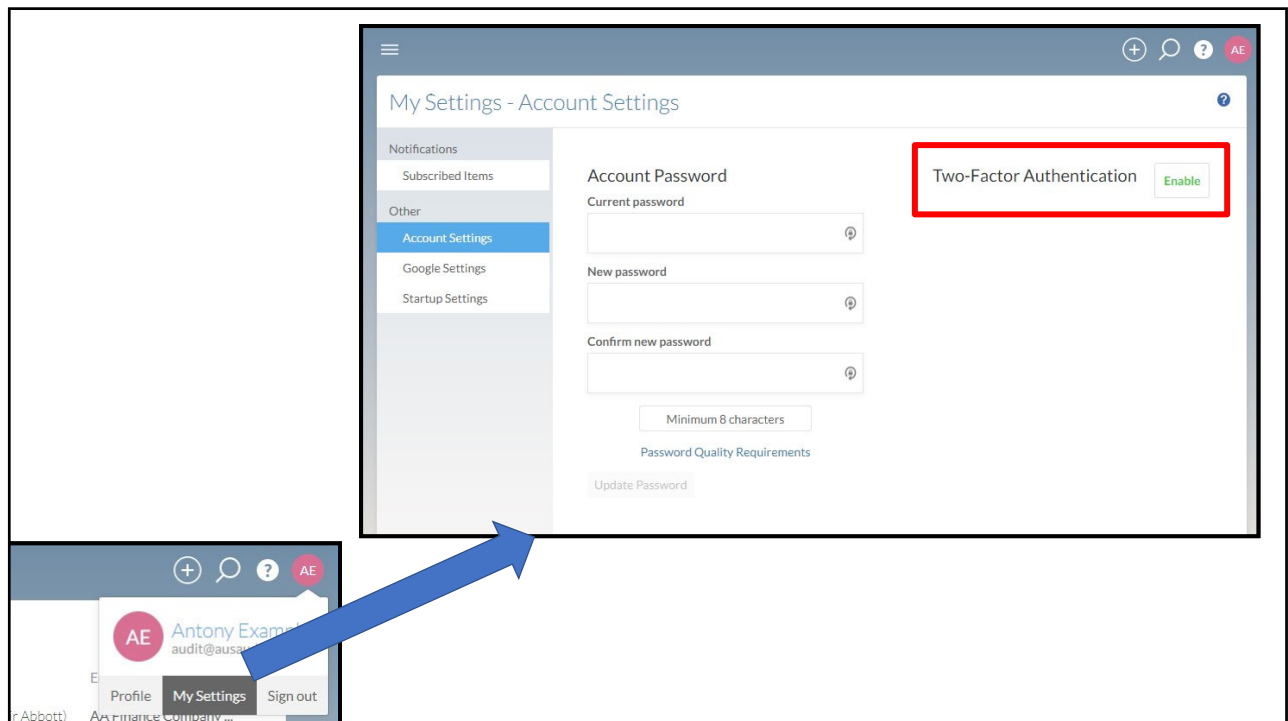 AE
My Settings - Account Settings
Notifications
Subscribed Items
Other
Account Settings
Google Settings
Startup Settings
Account Password
Current password
New password
Confirm new password
Minimum 8 characters
Password Quality Requirements
Update Password
Two-Factor Authentication Enable
AE
AE Antony
Profile My Settings Sign out
Abbott) AA Finance Company ...